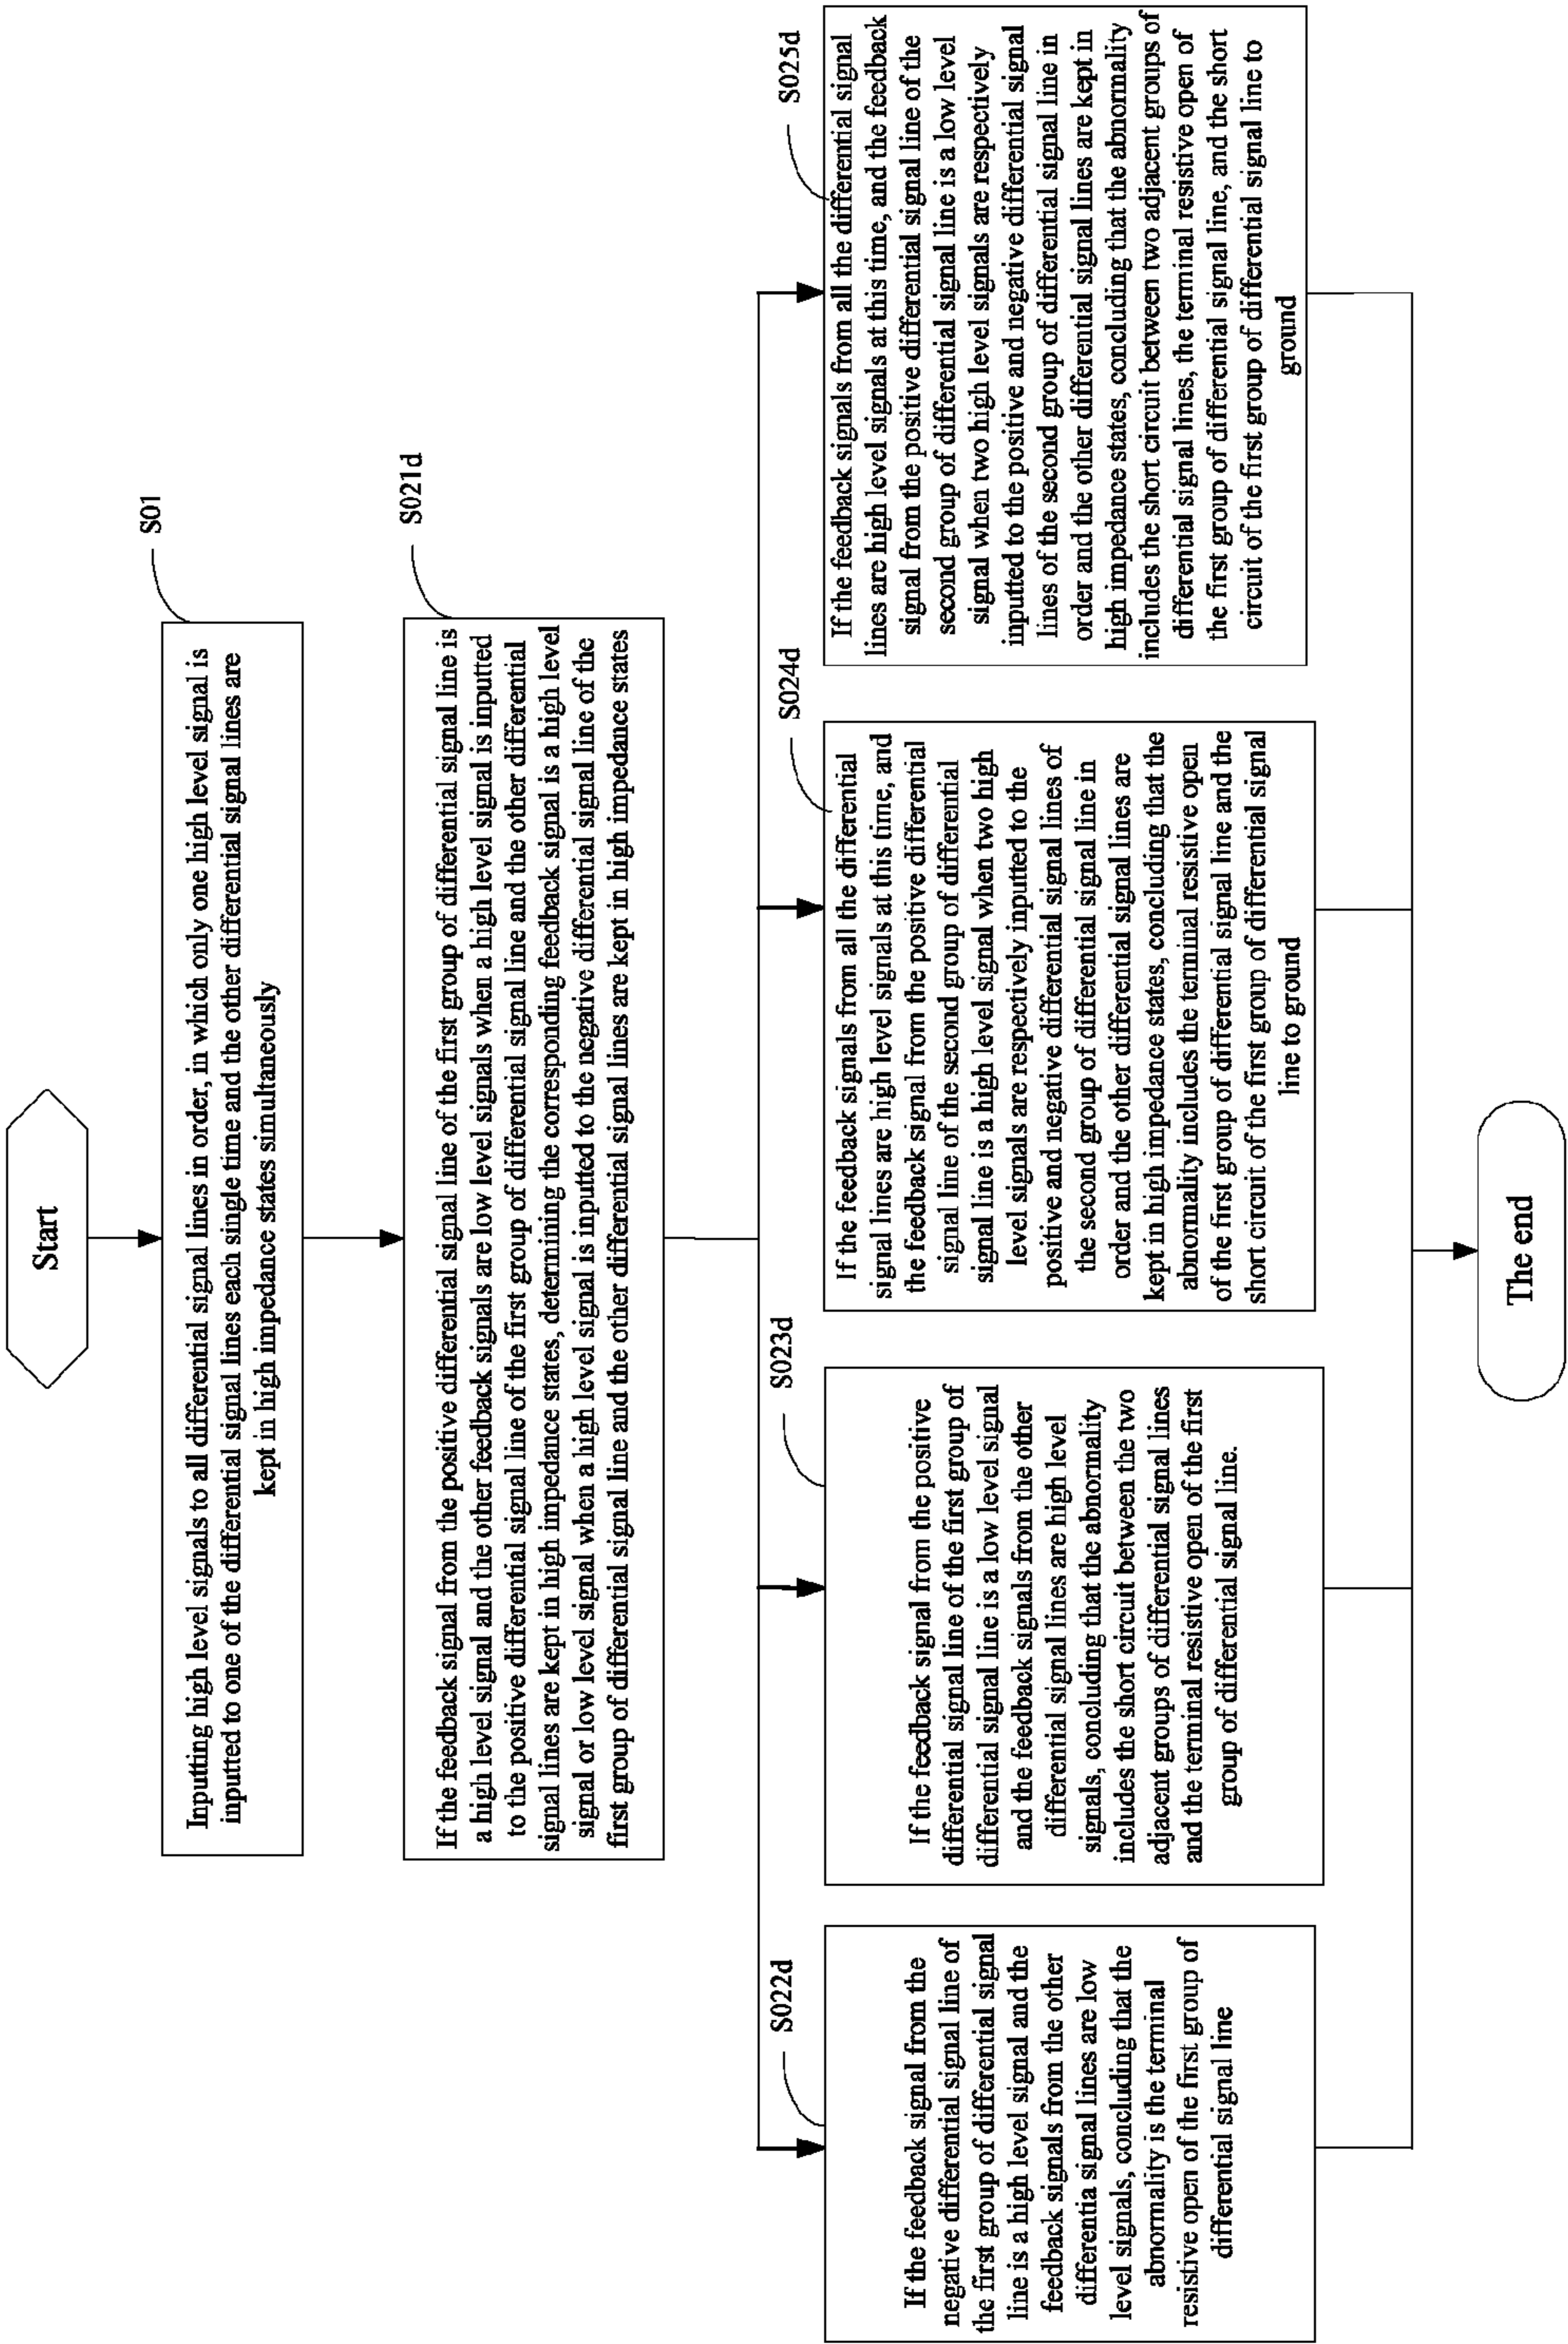 Start
S01
Inputting high level signals to all differential signal lines in order, in which only one high level signal is
inputted to one of the differential signal lines each single time and the other differential signal lines are
kept in high impedance states simultaneously
S021d
If the feedback signal from the positive differential signal line of the first group of differential signal line is
a high level signal and the other feedback signals are low level signals when a high level signal is inputted
to the positive differential signal line of the first group of differential signal line and the other differential
signal lines are kept in high impedance states, determining the corresponding feedback signal is a high level
signal or low level signal when a high level signal is inputted to the negative differential signal line of the
first group of differential signal line and the other differential signal lines are kept in high impedance states
S022d
If the feedback signal from the
negative differential signal line of
the first group of differential signal
line is a high level signal and the
feedback signals from the other
differentia signal lines are low
level signals, concluding that the
abnormality is the terminal
resistive open of the first group of
differential signal line
S023d
If the feedback signal from the positive
differential signal line of the first group of
differential signal line is a low level signal
and the feedback signals from the other
differential signal lines are high level
signals, concluding that the abnormality
includes the short circuit between the two
adjacent groups of differential signal lines
and the terminal resistive open of the first
group of differential signal line.
S024d
If the feedback signals from all the differential
signal lines are high level signals at this time, and
the feedback signal from the positive differential
signal line of the second group of differential
signal line is a high level signal when two high
level signals are respectively inputted to the
positive and negative differential signal lines of
the second group of differential signal line in
order and the other differential signal lines are
kept in high impedance states, concluding that the
abnormality includes the terminal resistive open
of the first group of differential signal line and the
short circuit of the first group of differential signal
line to ground
S025d
If the feedback signals from all the differential signal
lines are high level signals at this time, and the feedback
signal from the positive differential signal line of the
second group of differential signal line is a low level
signal when two high level signals are respectively
inputted to the positive and negative differential signal
lines of the second group of differential signal line in
order and the other differential signal lines are kept in
high impedance states, concluding that the abnormality
includes the short circuit between two adjacent groups of
differential signal lines, the terminal resistive open of
the first group of differential signal line, and the short
circuit of the first group of differential signal line to
ground
The end